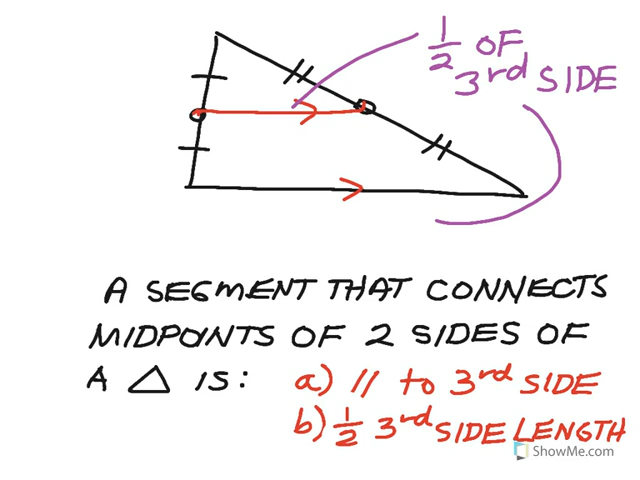 1/2 OF
3rd SIDE
A SEGMENT THAT CONNECTS
MIDPOINTS OF 2 SIDES OF
A △ IS: a) // to 3rd SIDE
b) 1/2 3rd SIDE LENGTH
ShowMe.com